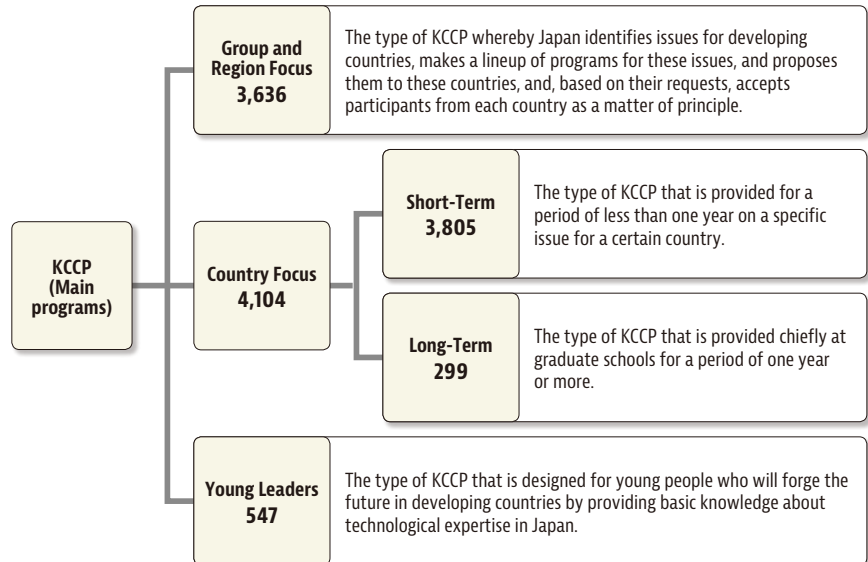 Group and
Region Focus
3,636
The type of KCCP whereby Japan identifies issues for developing
countries, makes a lineup of programs for these issues, and proposes
them to these countries, and, based on their requests, accepts
participants from each country as a matter of principle.
KCCP
(Main
programs)
Country Focus
4,104
Short-Term
3,805
The type of KCCP that is provided for a
period of less than one year on a specific
issue for a certain country.
Long-Term
299
The type of KCCP that is provided chiefly at
graduate schools for a period of one year
or more.
Young Leaders
547
The type of KCCP that is designed for young people who will forge the
future in developing countries by providing basic knowledge about
technological expertise in Japan.